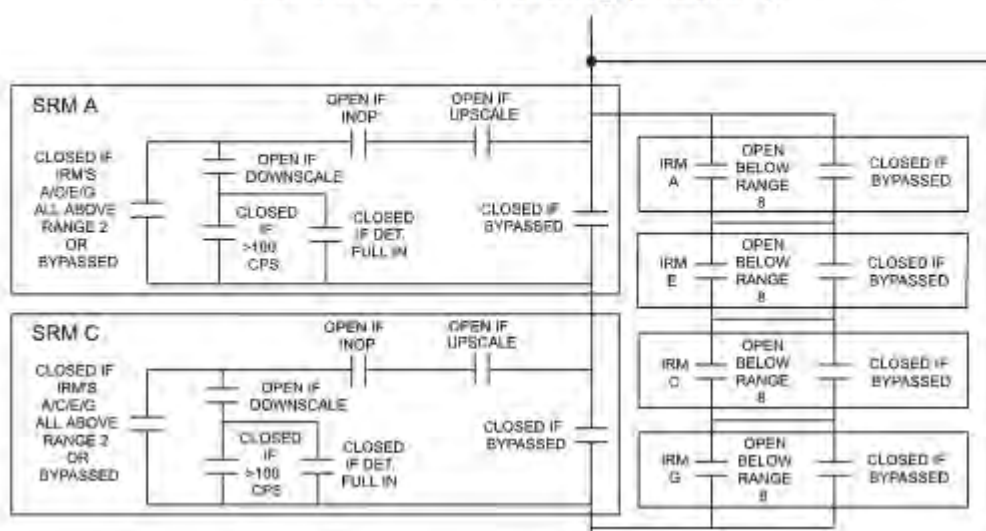 SRM A
OPEN IF
INOP
OPEN IF
UPSCALE
CLOSED IF
IRM'S
A/C/E/G
ALL ABOVE
RANGE 2
OR
BYPASSED
OPEN IF
DOWNSCALE
CLOSED
IF
>100
CPS
CLOSED
IF DET.
FULL IN
CLOSED IF
BYPASSED
SRM C
OPEN IF
INOP
OPEN IF
UPSCALE
CLOSED IF
IRM'S
A/C/E/G
ALL ABOVE
RANGE 2
OR
BYPASSED
OPEN IF
DOWNSCALE
CLOSED
IF
>100
CPS
CLOSED
IF DET.
FULL IN
CLOSED IF
BYPASSED
IRM
A
OPEN
BELOW
RANGE
8
CLOSED IF
BYPASSED
IRM
E
OPEN
BELOW
RANGE
8
CLOSED IF
BYPASSED
IRM
C
OPEN
BELOW
RANGE
8
CLOSED IF
BYPASSED
IRM
G
OPEN
BELOW
RANGE
8
CLOSED IF
BYPASSED